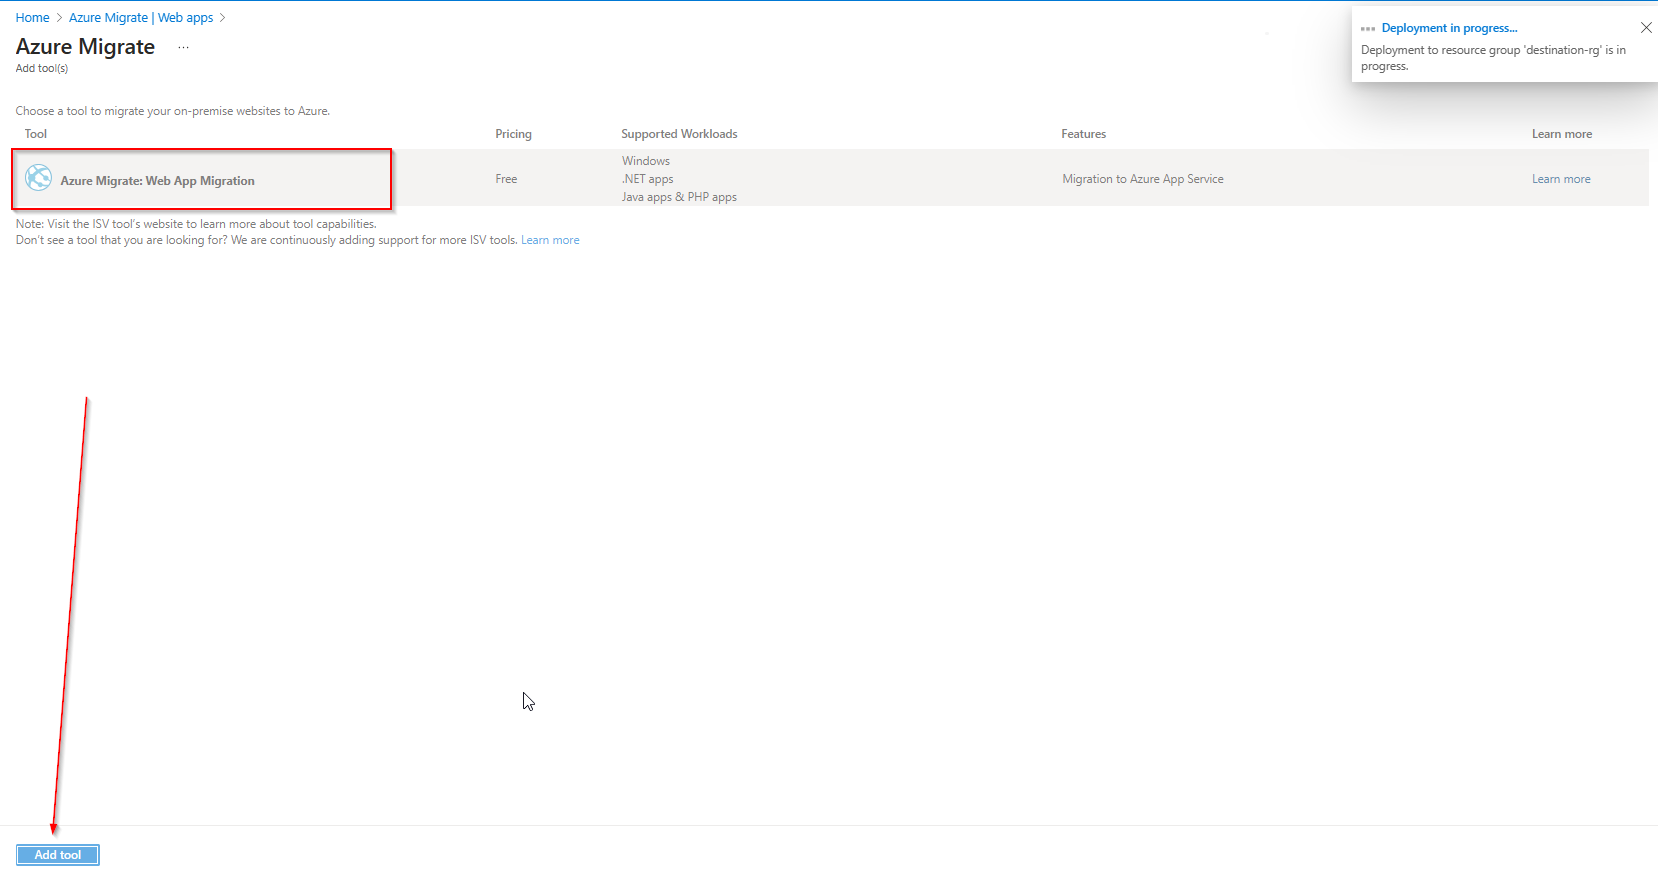 Home > Azure Migrate | Web apps >
Azure Migrate ...
Add tool(s)
Deployment in progress...
Deployment to resource group 'destination-rg' is in
progress.
Choose a tool to migrate your on-premise websites to Azure.
Tool Pricing Supported Workloads Features Learn more
Azure Migrate: Web App Migration Free Windows
.NET apps
Java apps & PHP apps
Migration to Azure App Service Learn more
Note: Visit the ISV tool's website to learn more about tool capabilities.
Don't see a tool that you are looking for? We are continuously adding support for more ISV tools. Learn more
Add tool